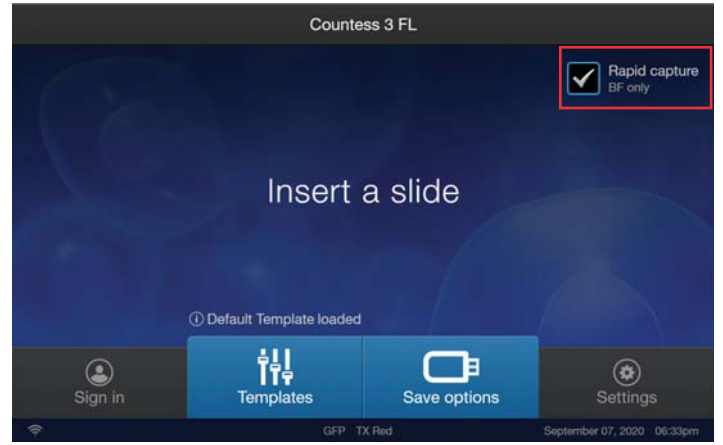 Countess 3 FL
Rapid capture
BF only
Insert a slide
Default Template loaded
Sign in
Templates
Save options
Settings
GFP TX Red
September 07, 2020 06:33pm